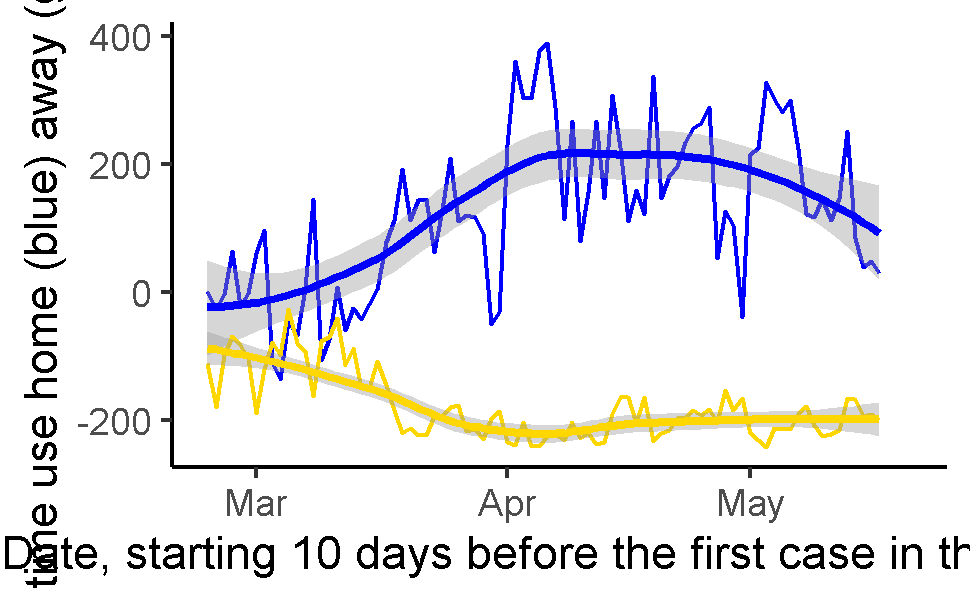 time use home (blue) away (
400
200
0
-200
Mar Apr May
Date, starting 10 days before the first case in th